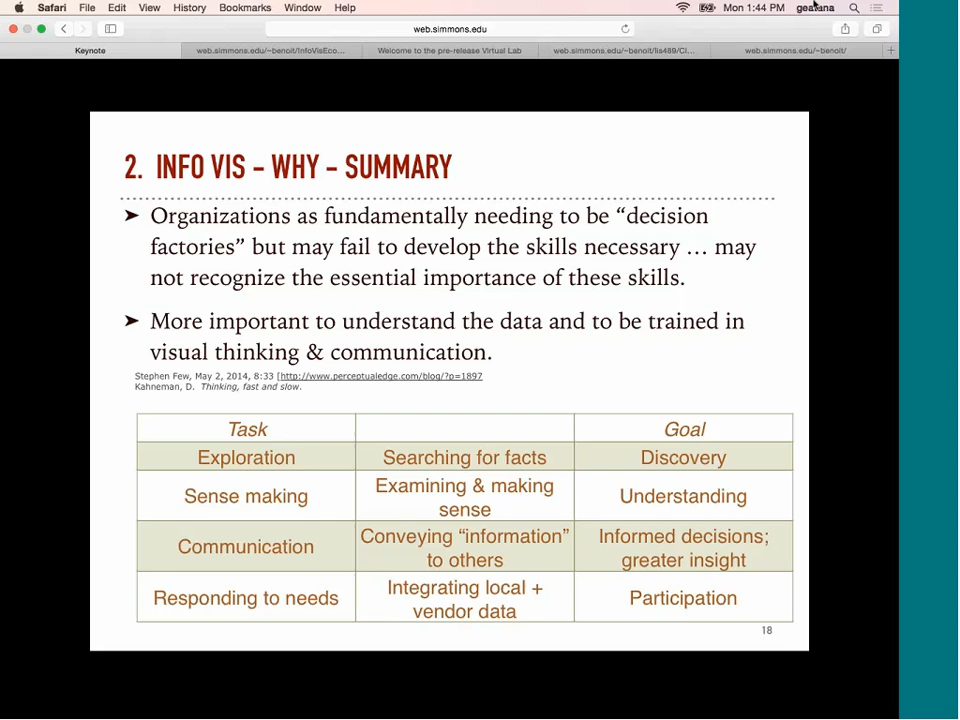 Safari File Edit View History Bookmarks Window Help Mon 1:44 PM
web.simmons.edu
Keynote web.simmons.edu/~benoit/InfoVisEco... Welcome to the pre-release Virtual Lab web.simmons.edu/~benoit/lis489/Cl... web.simmons.edu/~benoit/ +
2. INFO VIS – WHY – SUMMARY
➤ Organizations as fundamentally needing to be “decision
factories” but may fail to develop the skills necessary … may
not recognize the essential importance of these skills.
➤ More important to understand the data and to be trained in
visual thinking & communication.
Stephen Few, May 2, 2014, 8:33 [http://www.perceptualedge.com/blog/?p=1897
Kahneman, D. Thinking, fast and slow.
Task Goal
Exploration Searching for facts Discovery
Sense making Examining & making sense Understanding
Communication Conveying “information” to others Informed decisions; greater insight
Responding to needs Integrating local + vendor data Participation
18